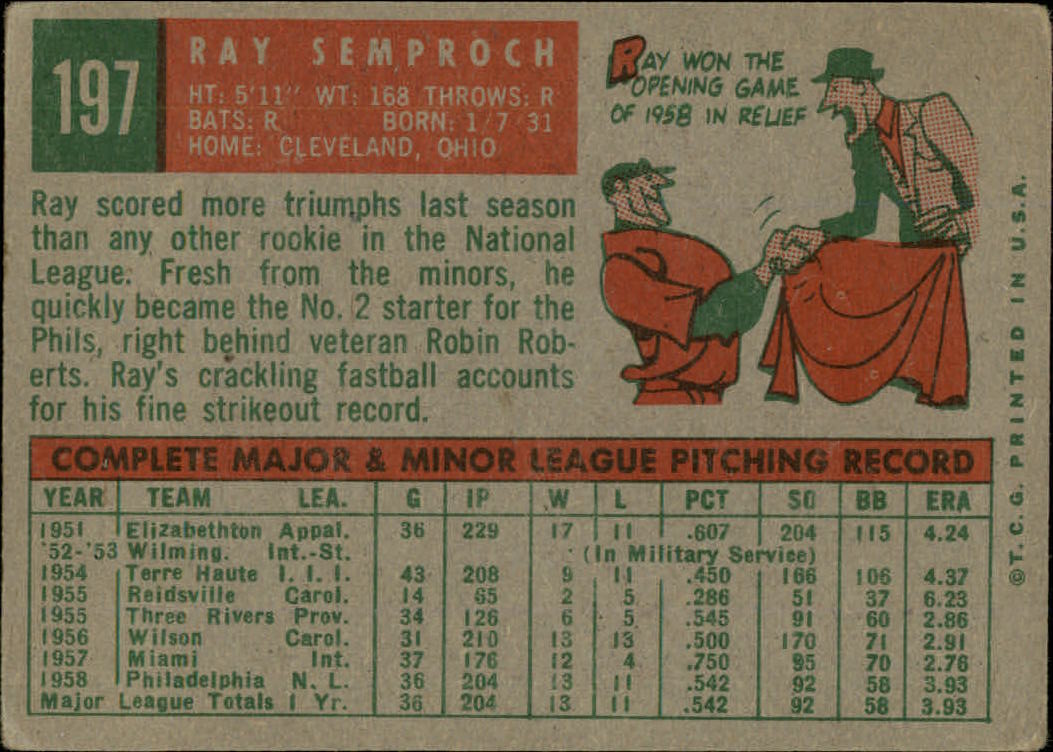 197
RAY SEMPROCH
HT: 5'11" WT: 168 THROWS: R
BATS: R BORN: 1/7 31
HOME: CLEVELAND, OHIO
RAY WON THE
OPENING GAME
OF 1958 IN RELIEF
Ray scored more triumphs last season
than any other rookie in the National
League. Fresh from the minors, he
quickly became the No. 2 starter for the
Phils, right behind veteran Robin Rob-
erts. Ray's crackling fastball accounts
for his fine strikeout record.
COMPLETE MAJOR & MINOR LEAGUE PITCHING RECORD
YEAR TEAM LEA. G IP W L PCT SO BB ERA
1951 Elizabethton Appal. 36 229 17 11 .607 204 115 4.24
'52-'53 Wilming. Int.-St. (In Military Service)
1954 Terre Haute I. I. I. 43 208 9 11 .450 166 106 4.37
1955 Reidsville Carol. 14 65 2 5 .286 51 37 6.23
1955 Three Rivers Prov. 34 126 6 5 .545 91 60 2.86
1956 Wilson Carol. 31 210 13 13 .500 170 71 2.91
1957 Miami Int. 37 176 12 4 .750 95 70 2.76
1958 Philadelphia N. L. 36 204 13 11 .542 92 58 3.93
Major League Totals 1 Yr. 36 204 13 11 .542 92 58 3.93
©T. C. G. PRINTED IN U.S.A.